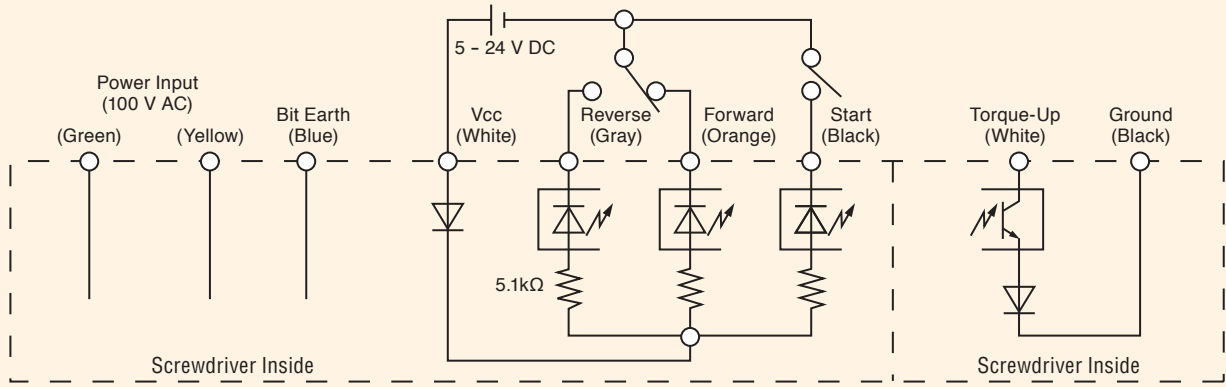 5 – 24 V DC
Power Input
(100 V AC)
(Green)
(Yellow)
Bit Earth
(Blue)
Vcc
(White)
Reverse
(Gray)
Forward
(Orange)
Start
(Black)
Torque-Up
(White)
Ground
(Black)
5.1kΩ
Screwdriver Inside
Screwdriver Inside